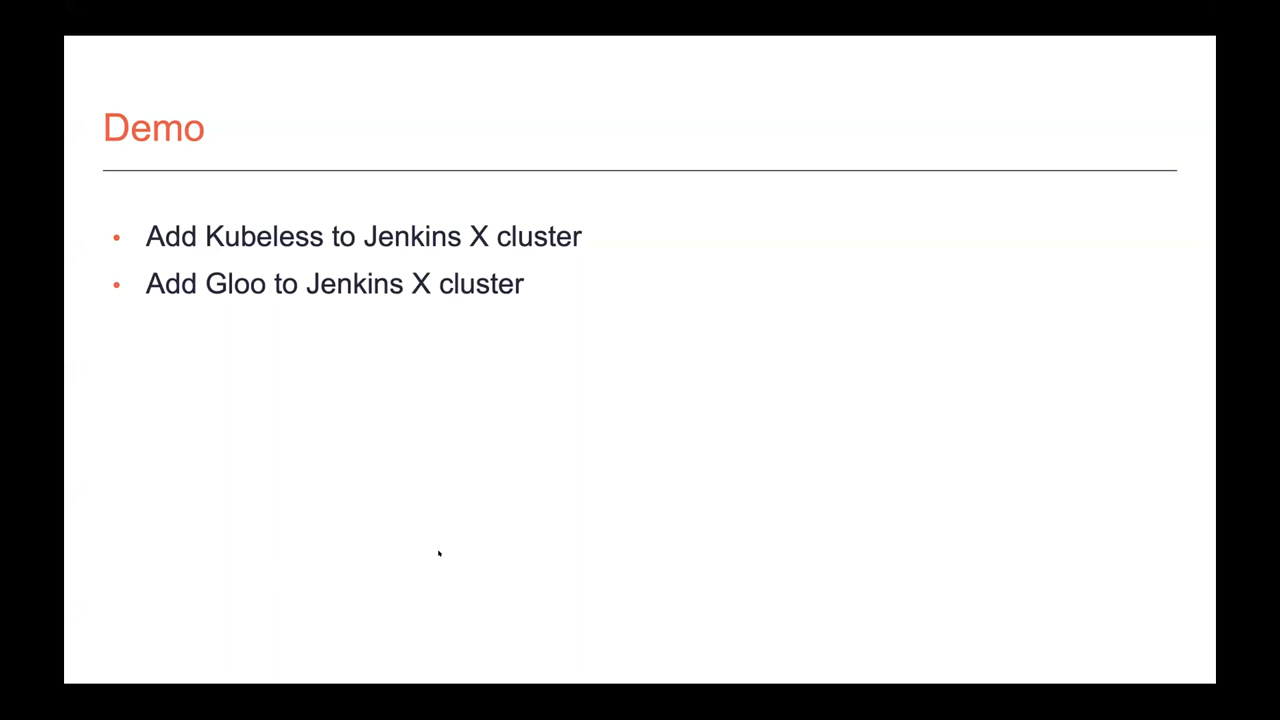 Demo
• Add Kubeless to Jenkins X cluster
• Add Gloo to Jenkins X cluster